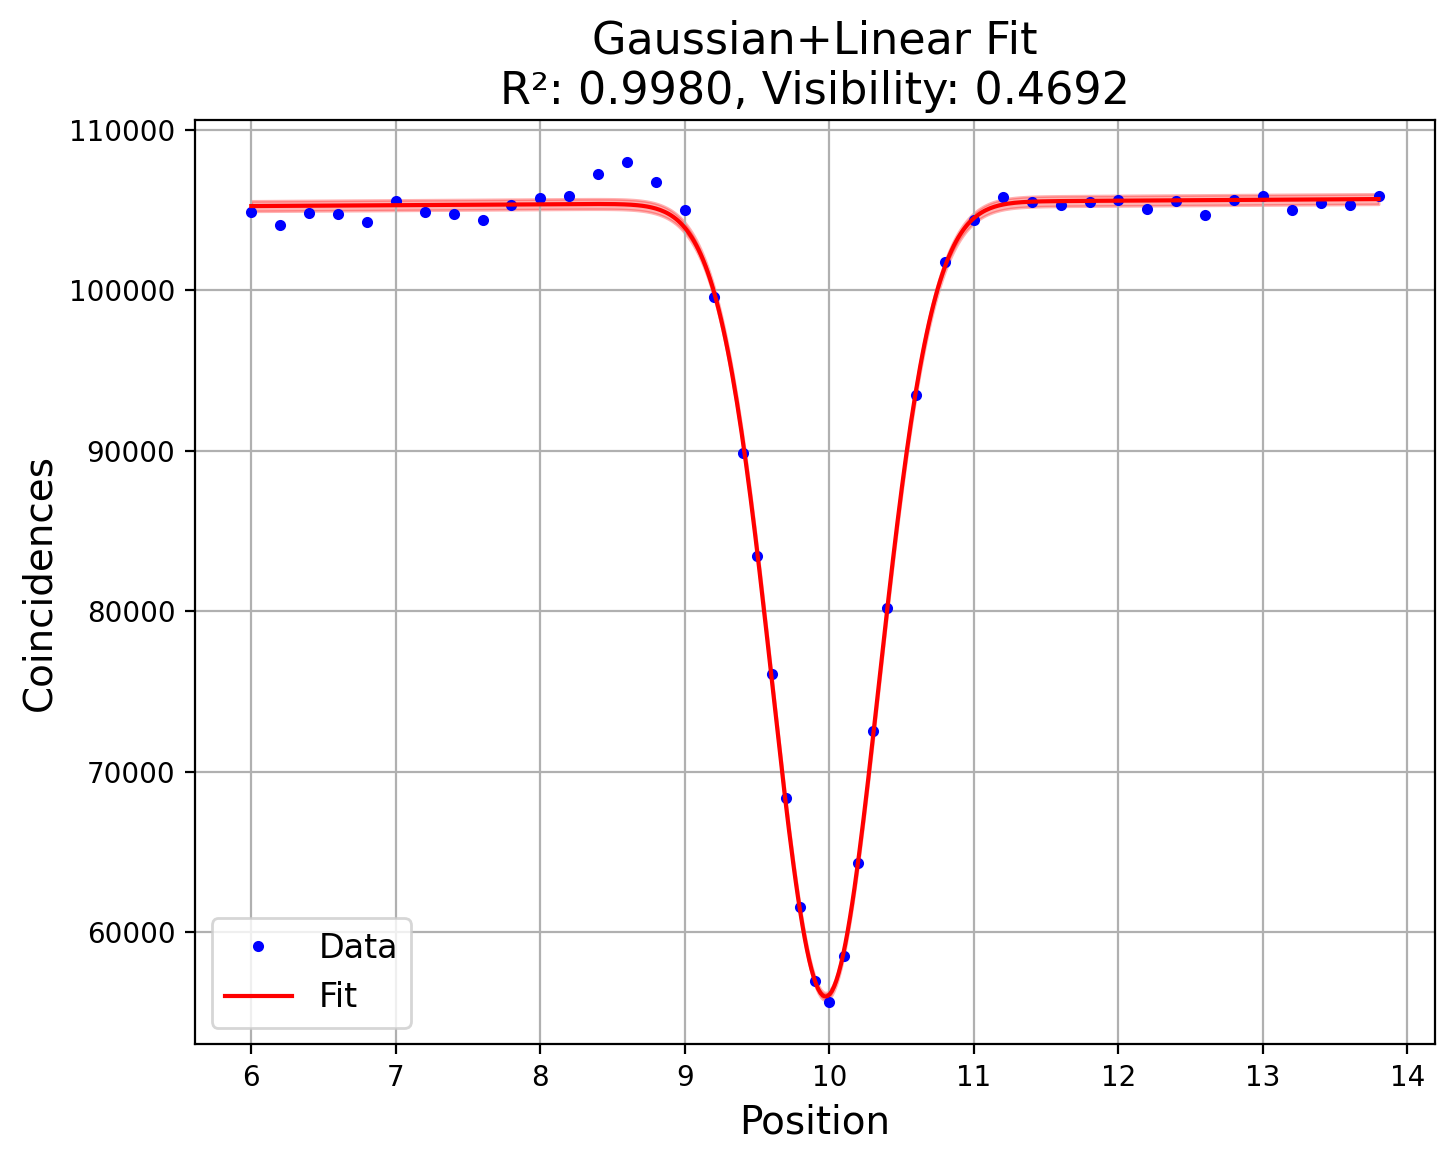 Gaussian+Linear Fit
R²: 0.9980, Visibility: 0.4692
110000
100000
90000
80000
70000
60000
Coincidences
Data
Fit
6 7 8 9 10 11 12 13 14
Position